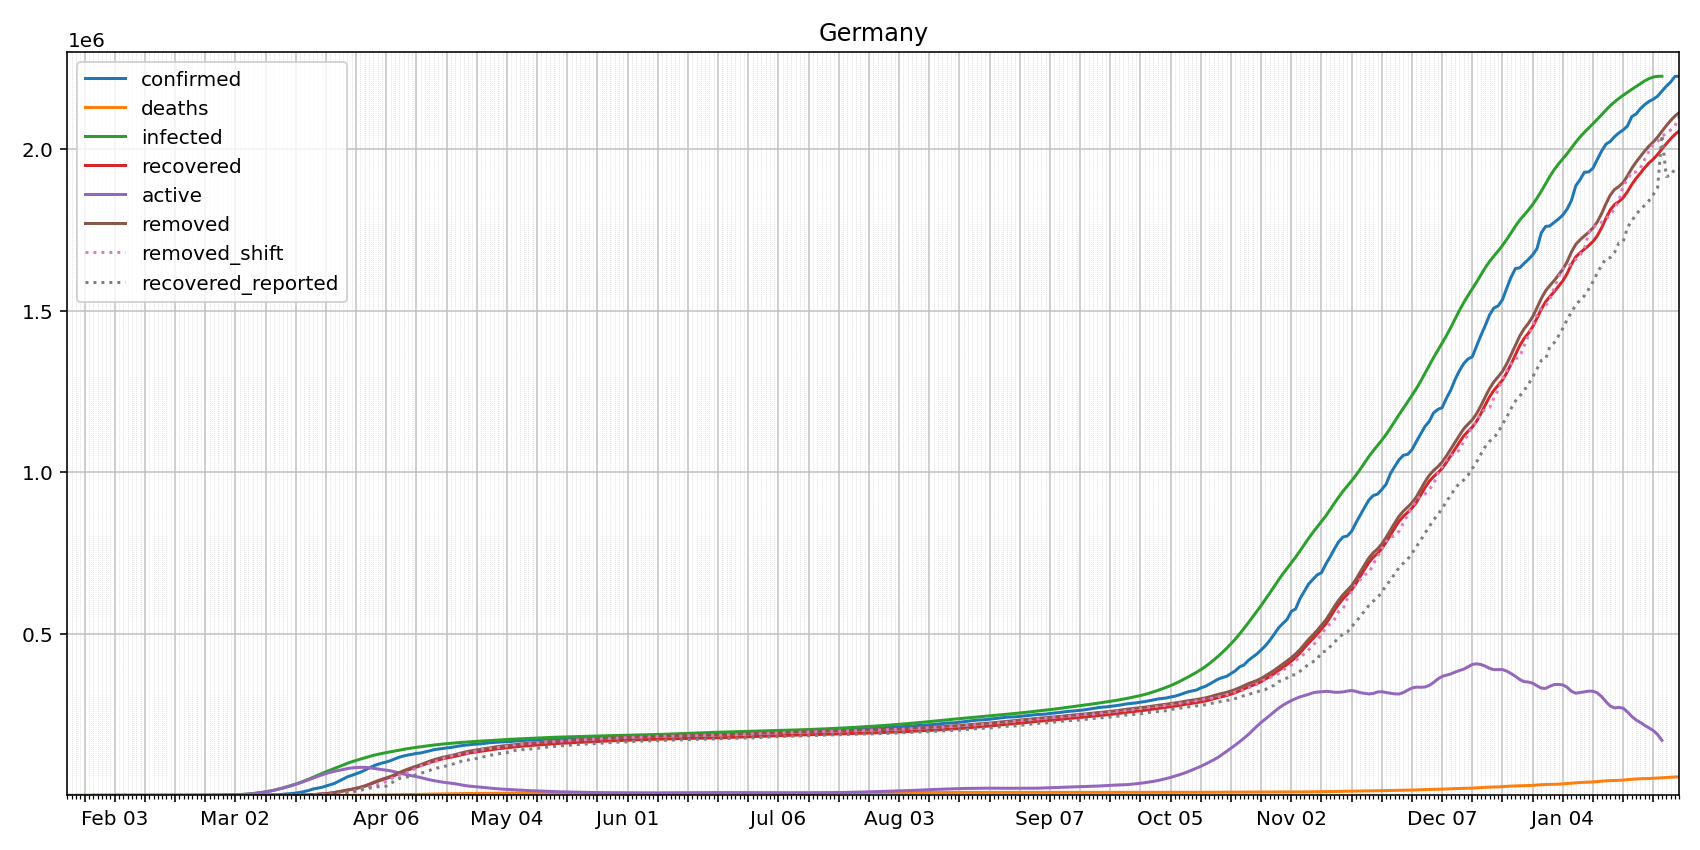 Germany
1e6
confirmed
deaths
infected
recovered
active
removed
removed_shift
recovered_reported
2.0
1.5
1.0
0.5
Feb 03 Mar 02 Apr 06 May 04 Jun 01 Jul 06 Aug 03 Sep 07 Oct 05 Nov 02 Dec 07 Jan 04